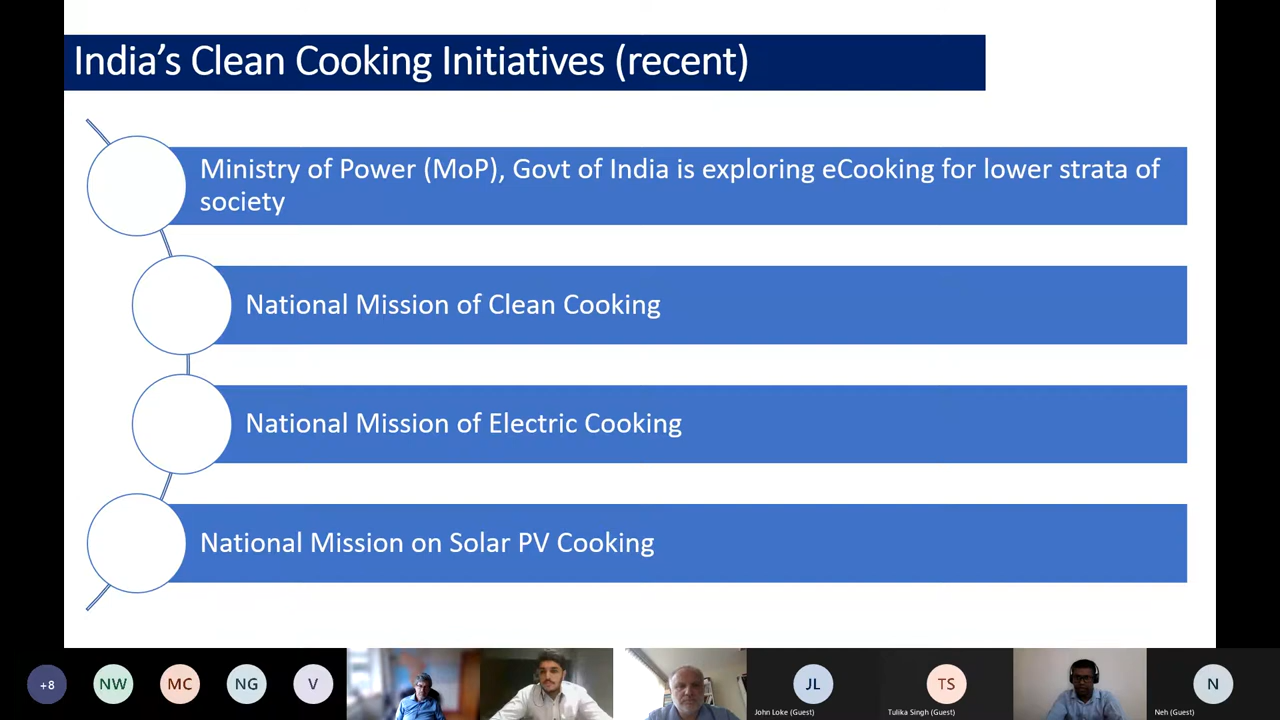 India's Clean Cooking Initiatives (recent)
Ministry of Power (MoP), Govt of India is exploring eCooking for lower strata of
society
National Mission of Clean Cooking
National Mission of Electric Cooking
National Mission on Solar PV Cooking
+8
NW
MC
NG
V
JL
John Loke (Guest)
TS
Tulika Singh (Guest)
N
Neh (Guest)